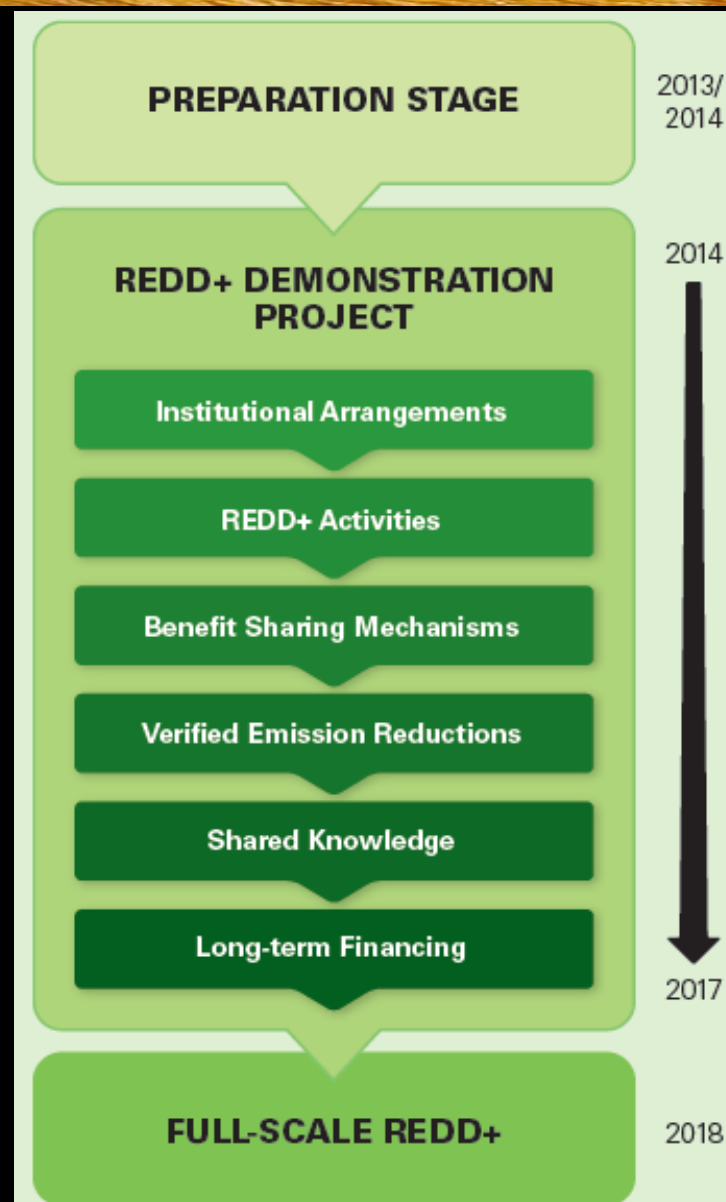 PREPARATION STAGE
2013/
2014
2014
REDD+ DEMONSTRATION
PROJECT
Institutional Arrangements
REDD+ Activities
Benefit Sharing Mechanisms
Verified Emission Reductions
Shared Knowledge
Long-term Financing
2017
FULL-SCALE REDD+
2018